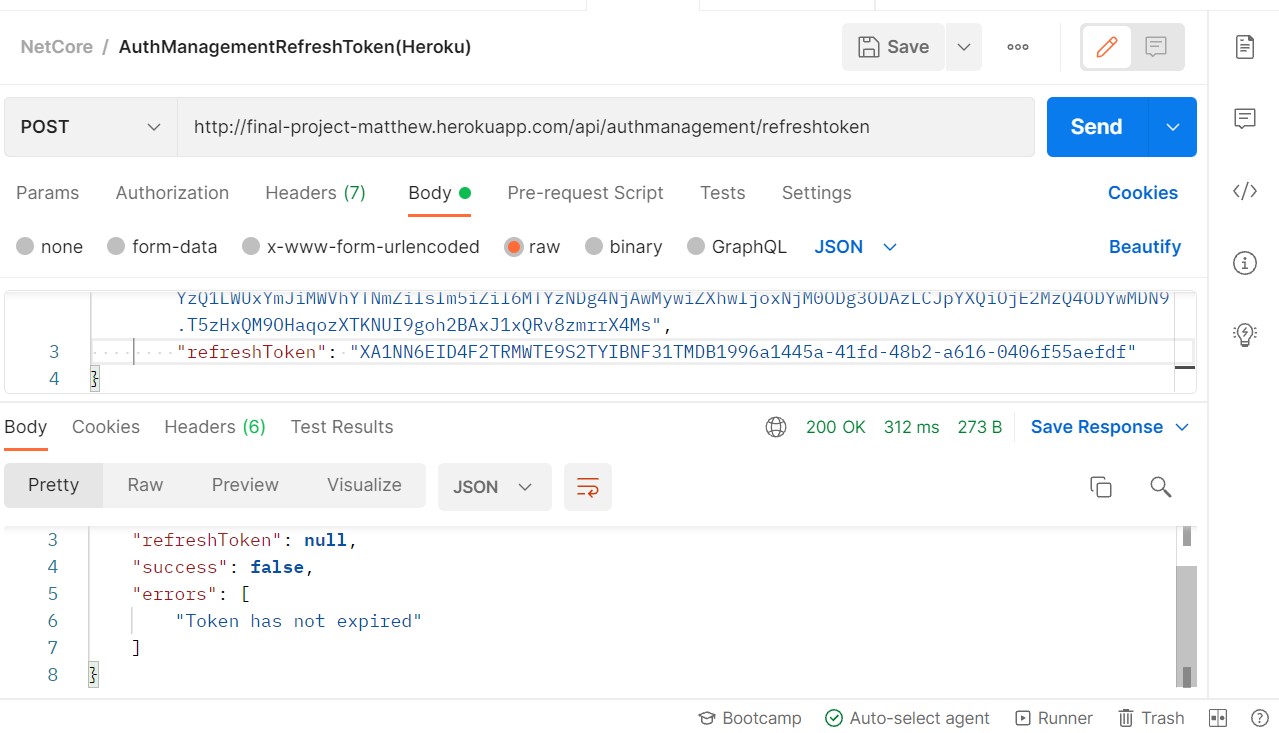 NetCore / AuthManagementRefreshToken(Heroku)
Save
POST
http://final-project-matthew.herokuapp.com/api/authmanagement/refreshtoken
Send
Params Authorization Headers (7) Body Pre-request Script Tests Settings Cookies
none form-data x-www-form-urlencoded raw binary GraphQL JSON Beautify
.T5zHxQM9OHaqozXTKNUI9goh2BAxJ1xQRv8zmrrX4Ms",
3 "refreshToken": "XA1NN6EID4F2TRMWTE9S2TYIBNF31TMDB1996a1445a-41fd-48b2-a616-0406f55aefdf"
4 }
Body Cookies Headers (6) Test Results 200 OK 312 ms 273 B Save Response
Pretty Raw Preview Visualize JSON
3 "refreshToken": null,
4 "success": false,
5 "errors": [
6 "Token has not expired"
7 ]
8 }
Bootcamp Auto-select agent Runner Trash